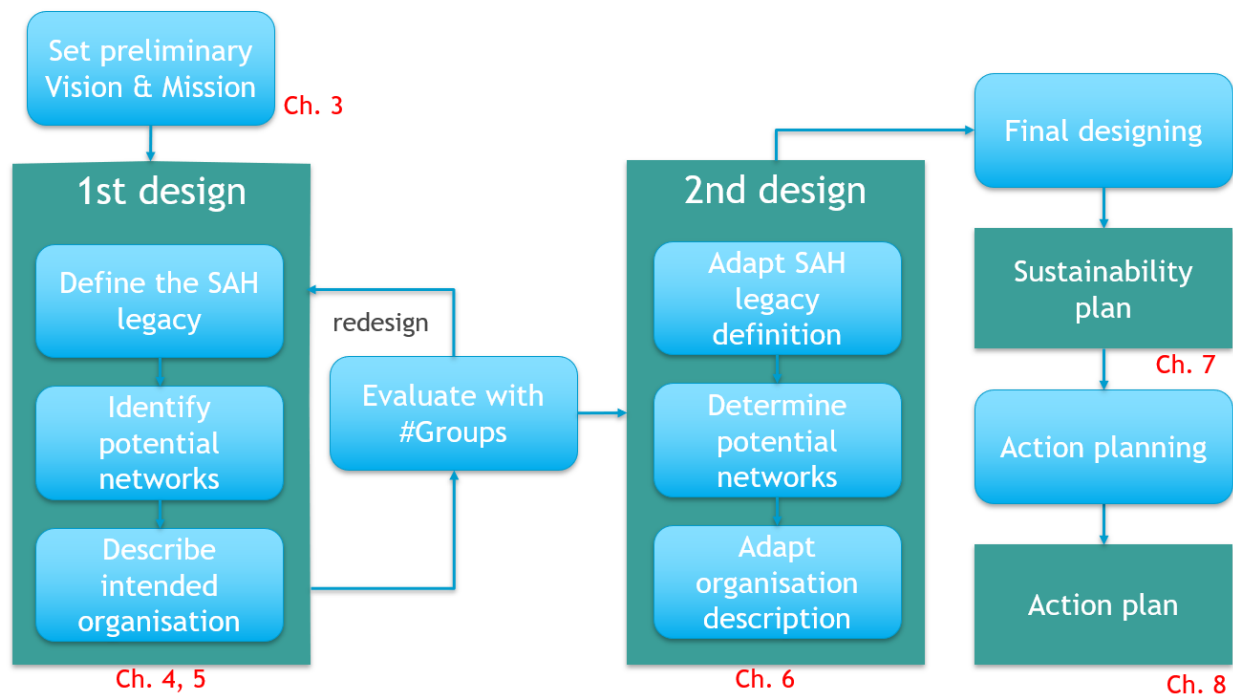 Set preliminary
Vision & Mission
Ch. 3
1st design
Define the SAH
legacy
Identify
potential
networks
Describe
intended
organisation
Ch. 4, 5
redesign
Evaluate with
#Groups
2nd design
Adapt SAH
legacy
definition
Determine
potential
networks
Adapt
organisation
description
Ch. 6
Final designing
Sustainability
plan
Ch. 7
Action planning
Action plan
Ch. 8